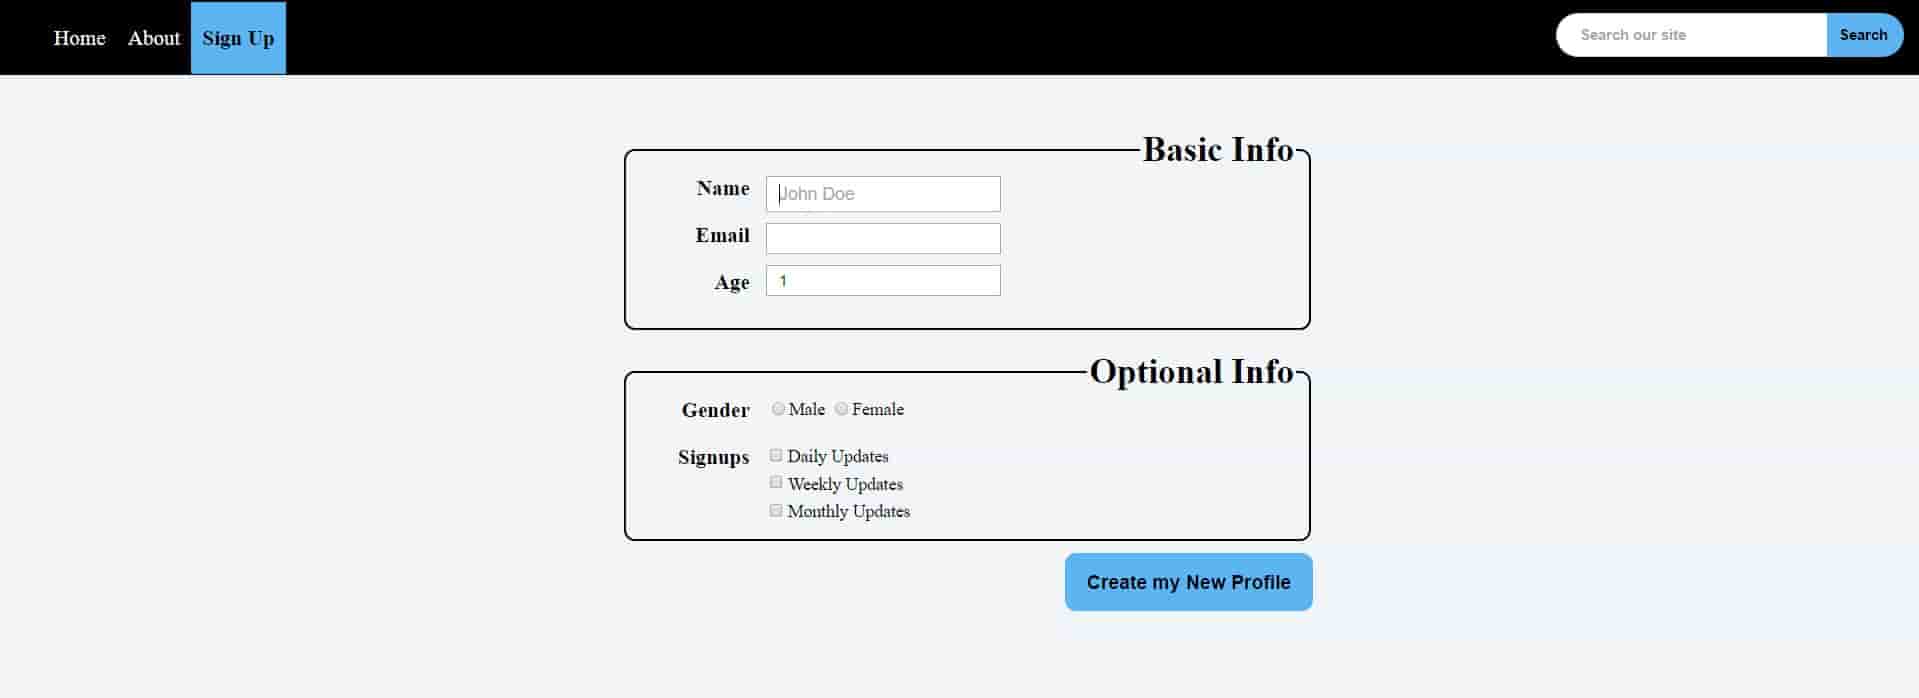 Home About Sign Up Search our site Search
Basic Info
Name John Doe
Email
Age 1
Optional Info
Gender Male Female
Signups Daily Updates
Weekly Updates
Monthly Updates
Create my New Profile